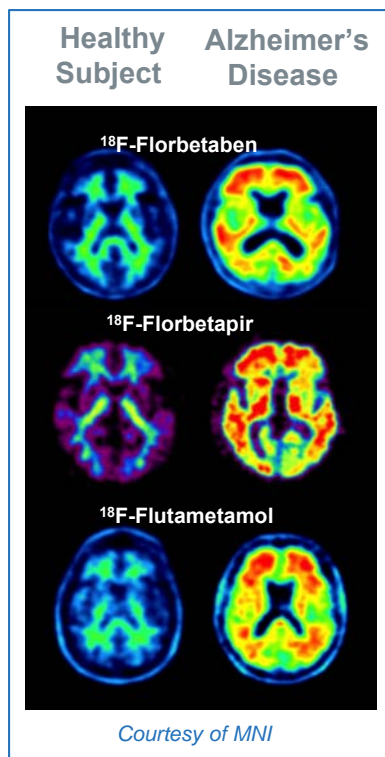 Healthy Subject
Alzheimer's Disease
¹⁸F-Florbetaben
¹⁸F-Florbetapir
¹⁸F-Flutametamol
Courtesy of MNI